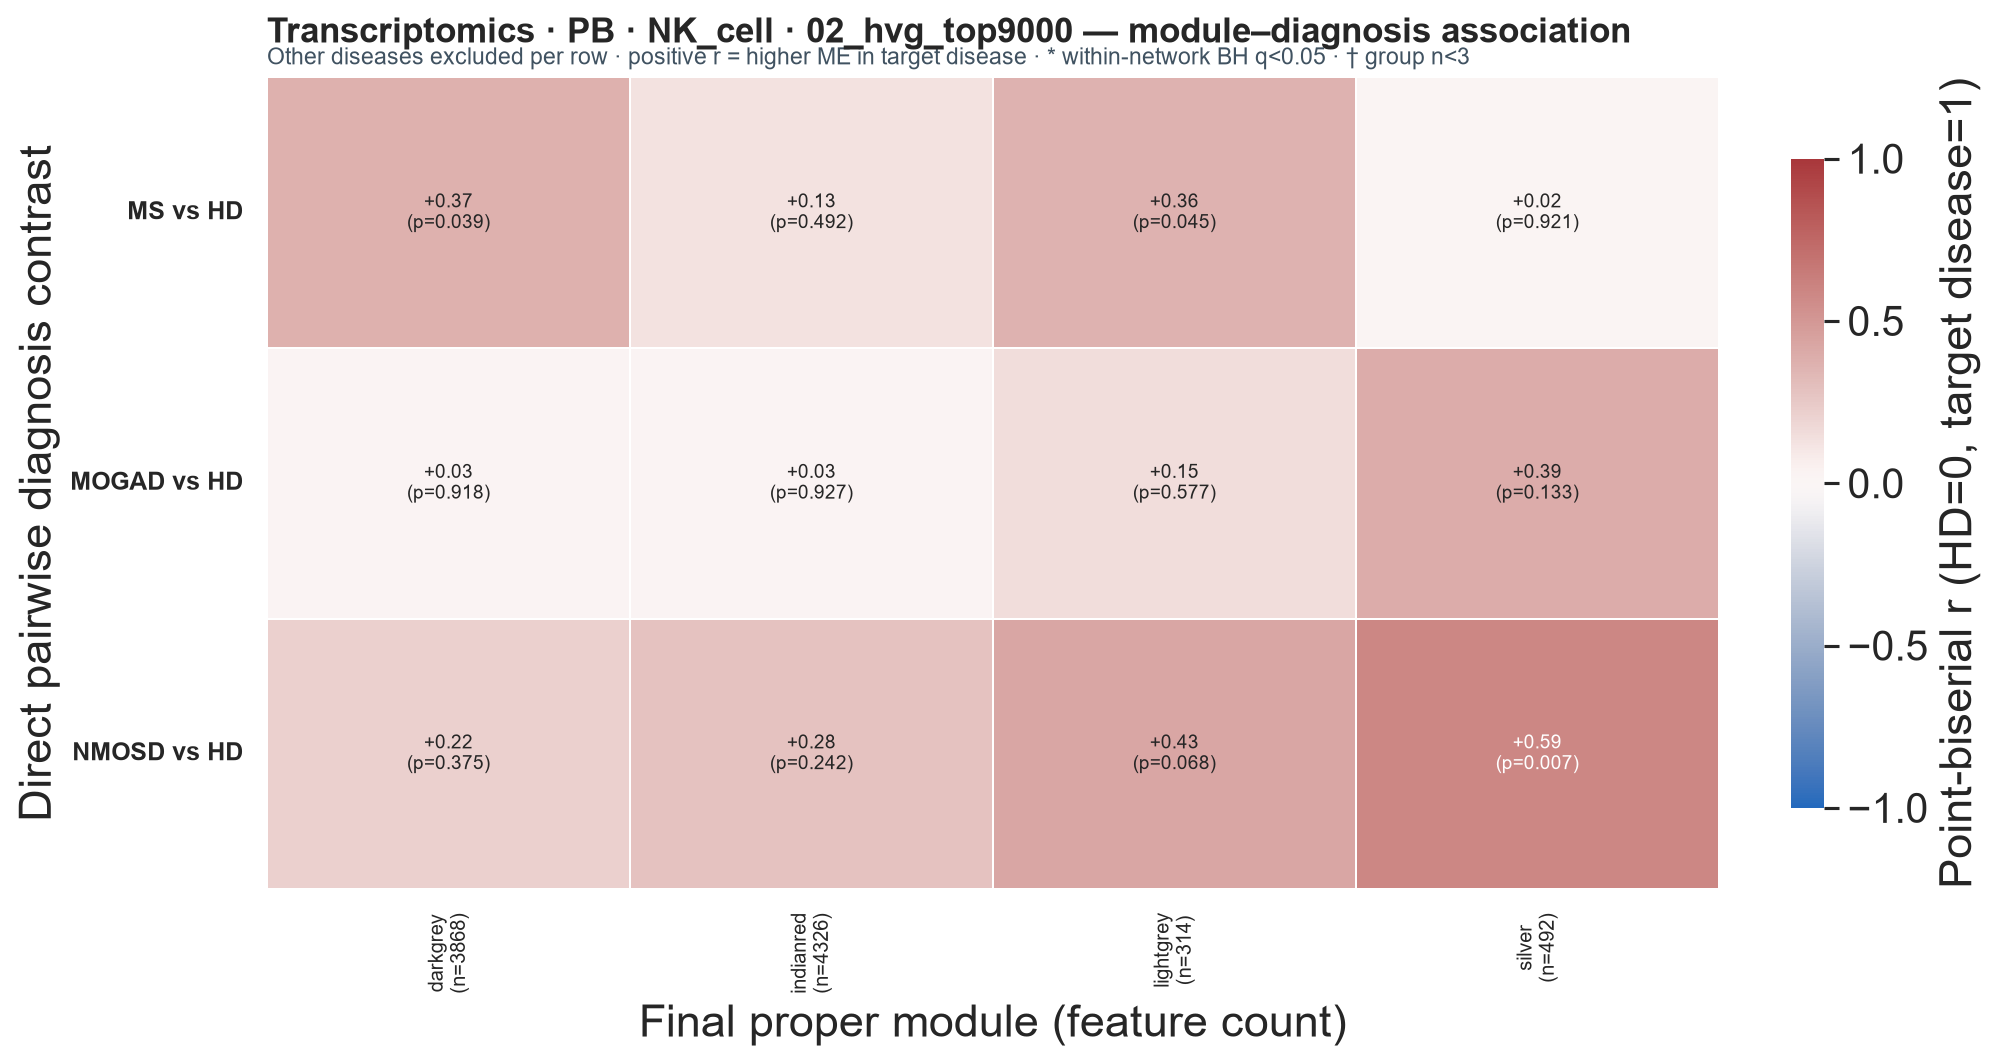 Transcriptomics · PB · NK_cell · 02_hvg_top9000 — module–diagnosis association
Other diseases excluded per row · positive r = higher ME in target disease · * within-network BH q<0.05 · † group n<3
Direct pairwise diagnosis contrast
MS vs HD
+0.37
(p=0.039)
+0.13
(p=0.492)
+0.36
(p=0.045)
+0.02
(p=0.921)
MOGAD vs HD
+0.03
(p=0.918)
+0.03
(p=0.927)
+0.15
(p=0.577)
+0.39
(p=0.133)
NMOSD vs HD
+0.22
(p=0.375)
+0.28
(p=0.242)
+0.43
(p=0.068)
+0.59
(p=0.007)
darkgrey
(n=3868)
indianred
(n=4326)
lightgrey
(n=314)
silver
(n=492)
Final proper module (feature count)
1.0
0.5
0.0
−0.5
−1.0
Point-biserial r (HD=0, target disease=1)